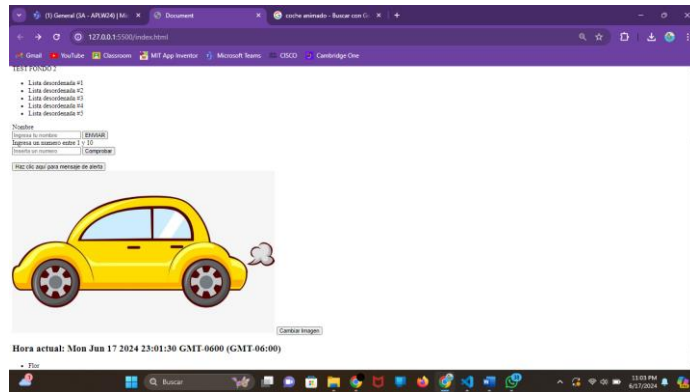 (1) General (3A - APLW24) | Mi
Document
coche animado - Buscar con G
127.0.0.1:5500/index.html
Gmail
YouTube
Classroom
MIT App Inventor
Microsoft Teams
CISCO
Cambridge One
TEST FONDO 2
Lista desordenada #1
Lista desordenada #2
Lista desordenada #3
Lista desordenada #4
Lista desordenada #5
Nombre
Ingresa tu nombre ENVIAR
Ingresa un numero entre 1 y 10
Inserta un numero Comprobar
Haz clic aquí para mensaje de alerta
Cambiar Imagen
Hora actual: Mon Jun 17 2024 23:01:30 GMT-0600 (GMT-06:00)
Flor
Buscar
11:03 PM
6/17/2024